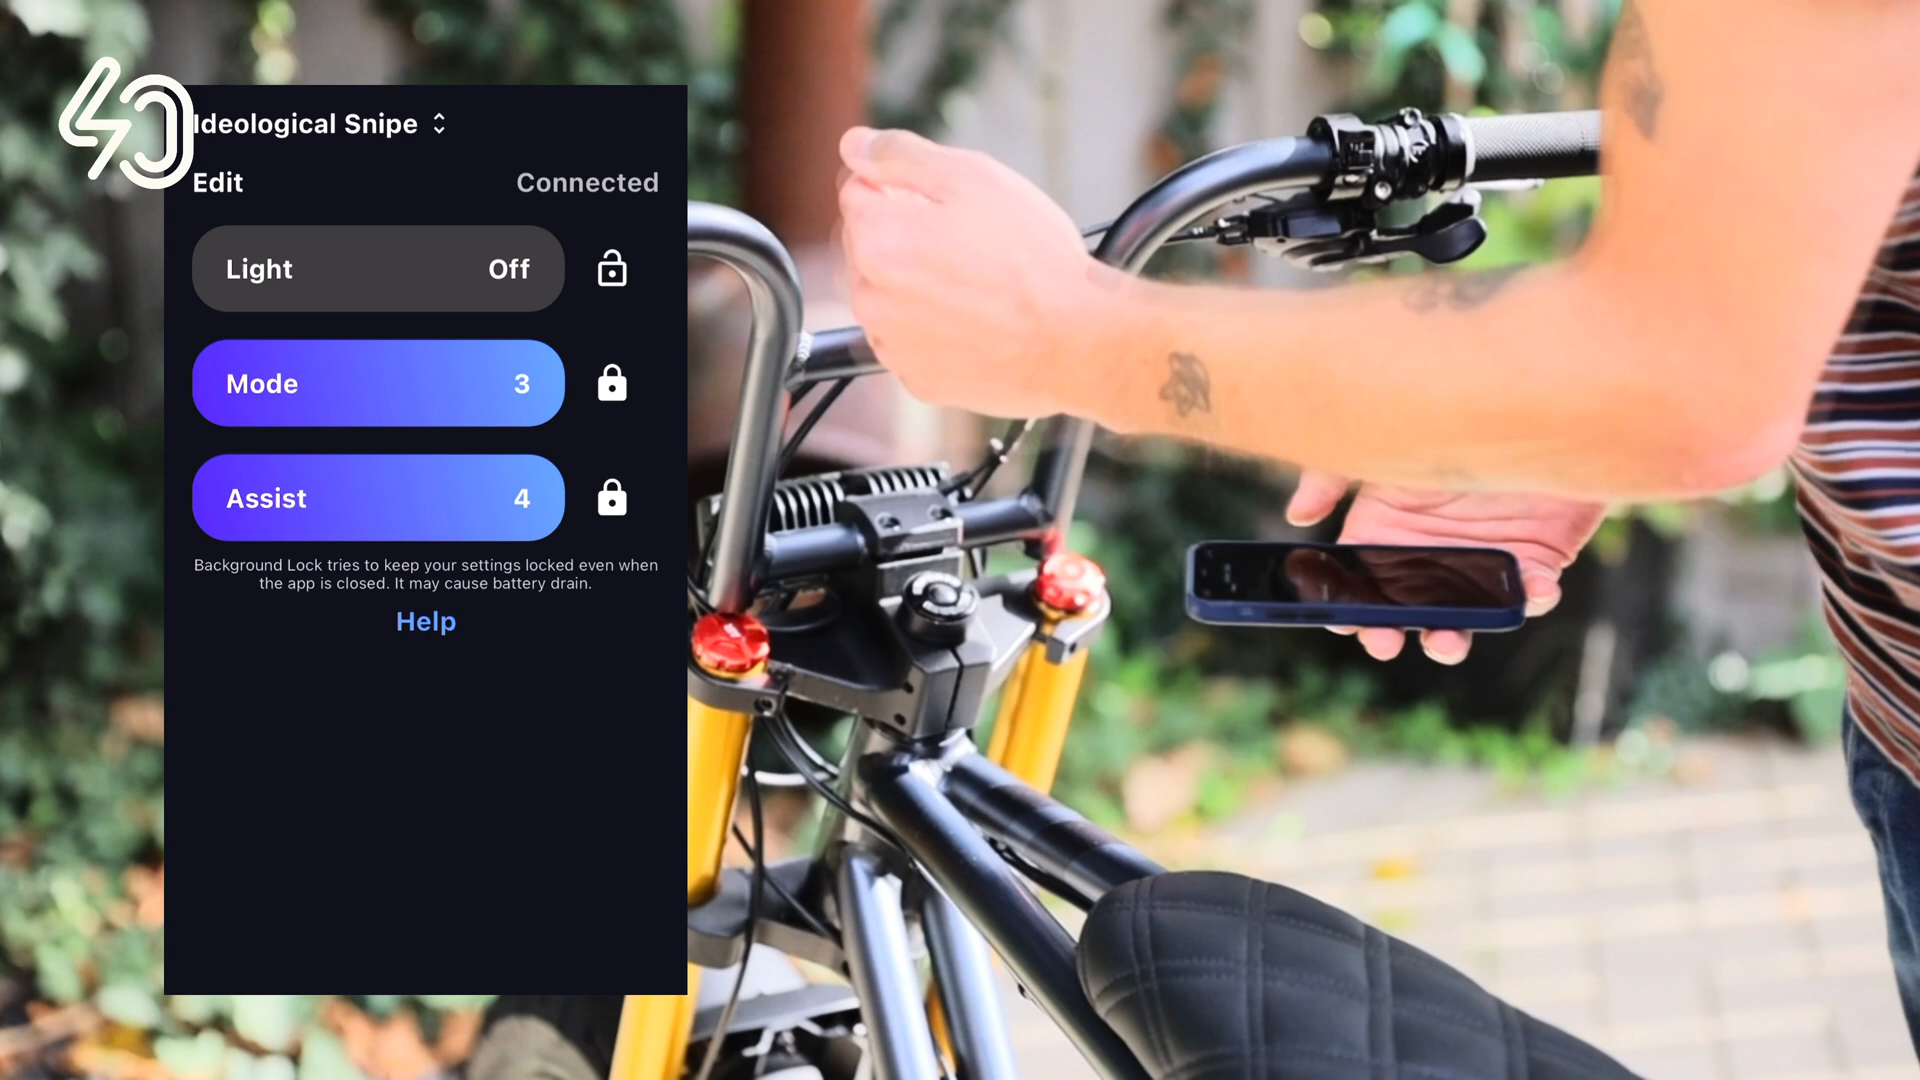 Ideological Snipe
Edit
Connected
Light
Off
Mode
3
Assist
4
Background Lock tries to keep your settings locked even when
the app is closed. It may cause battery drain.
Help